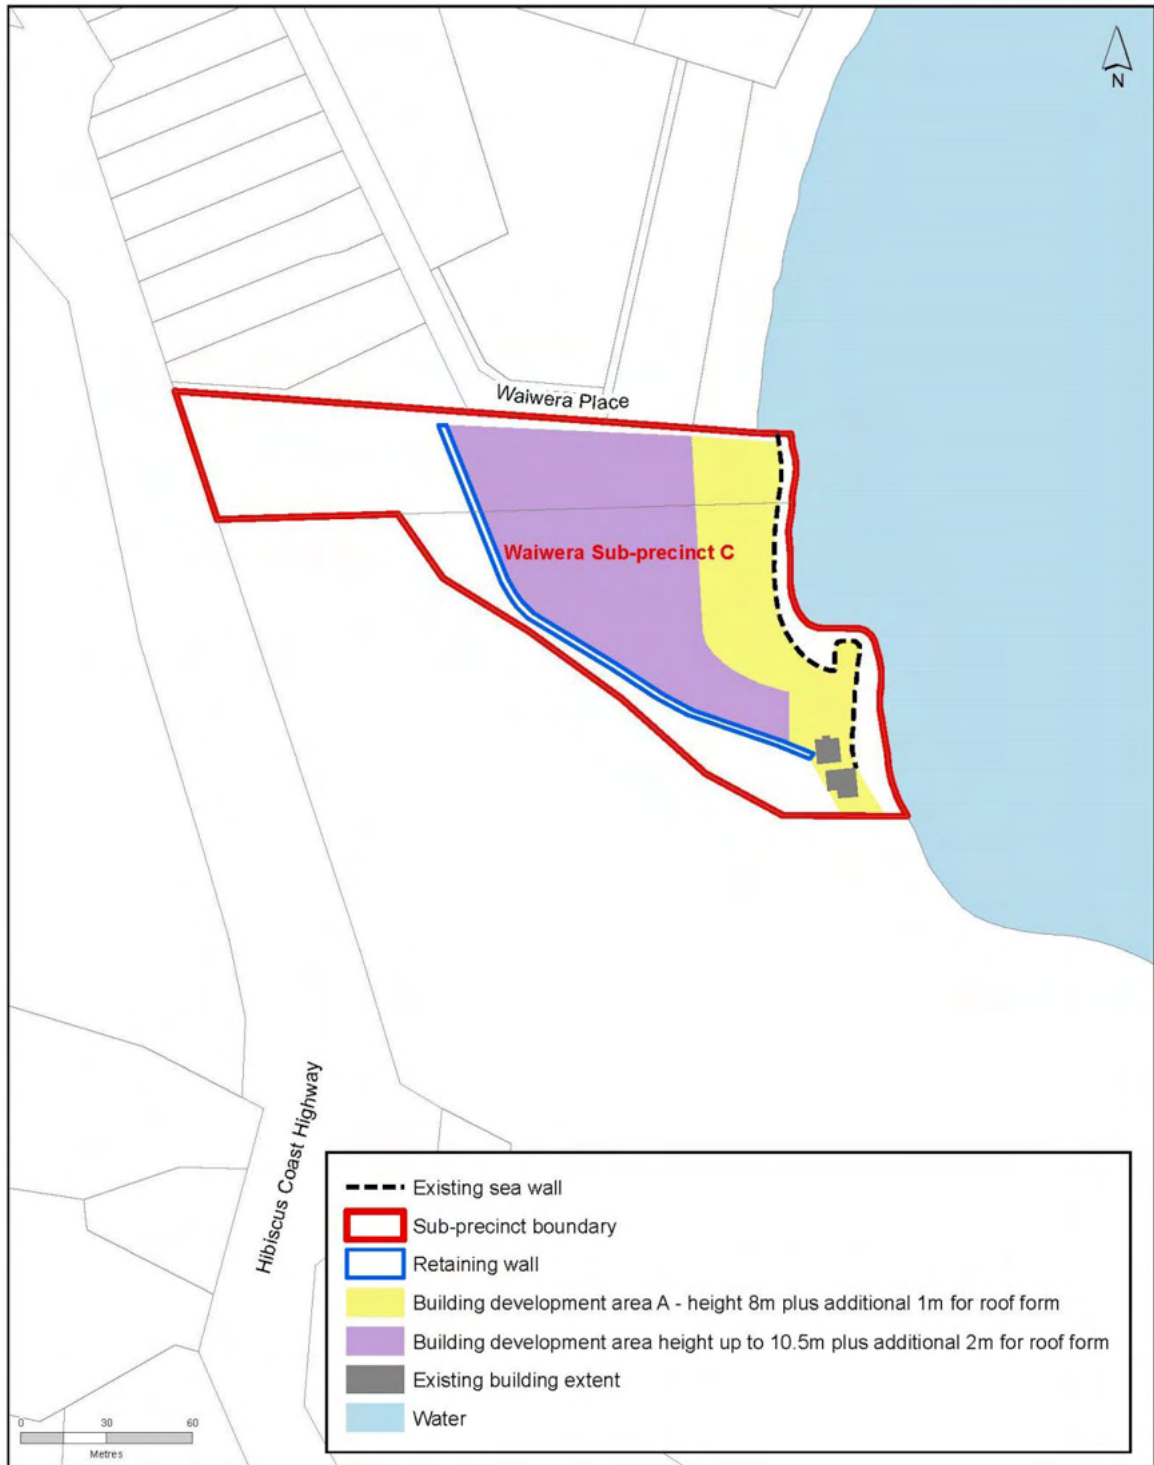 N
Waiwera Place
Waiwera Sub-precinct C
Hibiscus Coast Highway
Existing sea wall
Sub-precinct boundary
Retaining wall
Building development area A - height 8m plus additional 1m for roof form
Building development area height up to 10.5m plus additional 2m for roof form
Existing building extent
Water
0 30 60
Metres